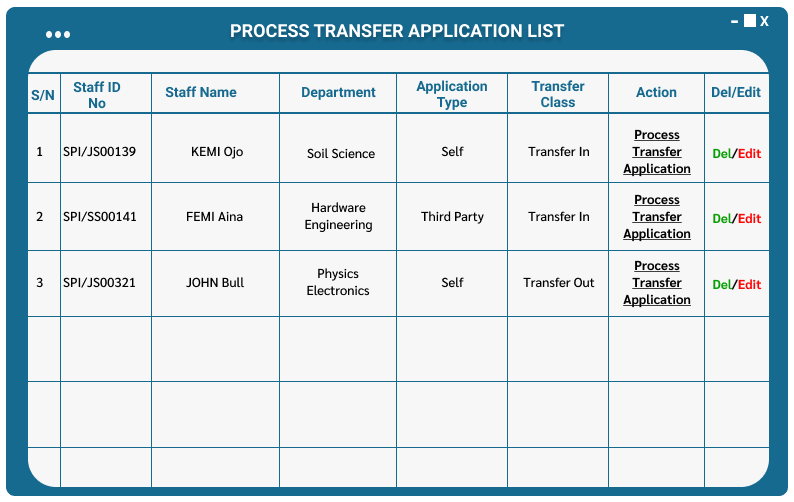 PROCESS TRANSFER APPLICATION LIST
S/N Staff ID No Staff Name Department Application Type Transfer Class Action Del/Edit
1 SPI/JS00139 KEMI Ojo Soil Science Self Transfer In Process Transfer Application Del/Edit
2 SPI/SS00141 FEMI Aina Hardware Engineering Third Party Transfer In Process Transfer Application Del/Edit
3 SPI/JS00321 JOHN Bull Physics Electronics Self Transfer Out Process Transfer Application Del/Edit